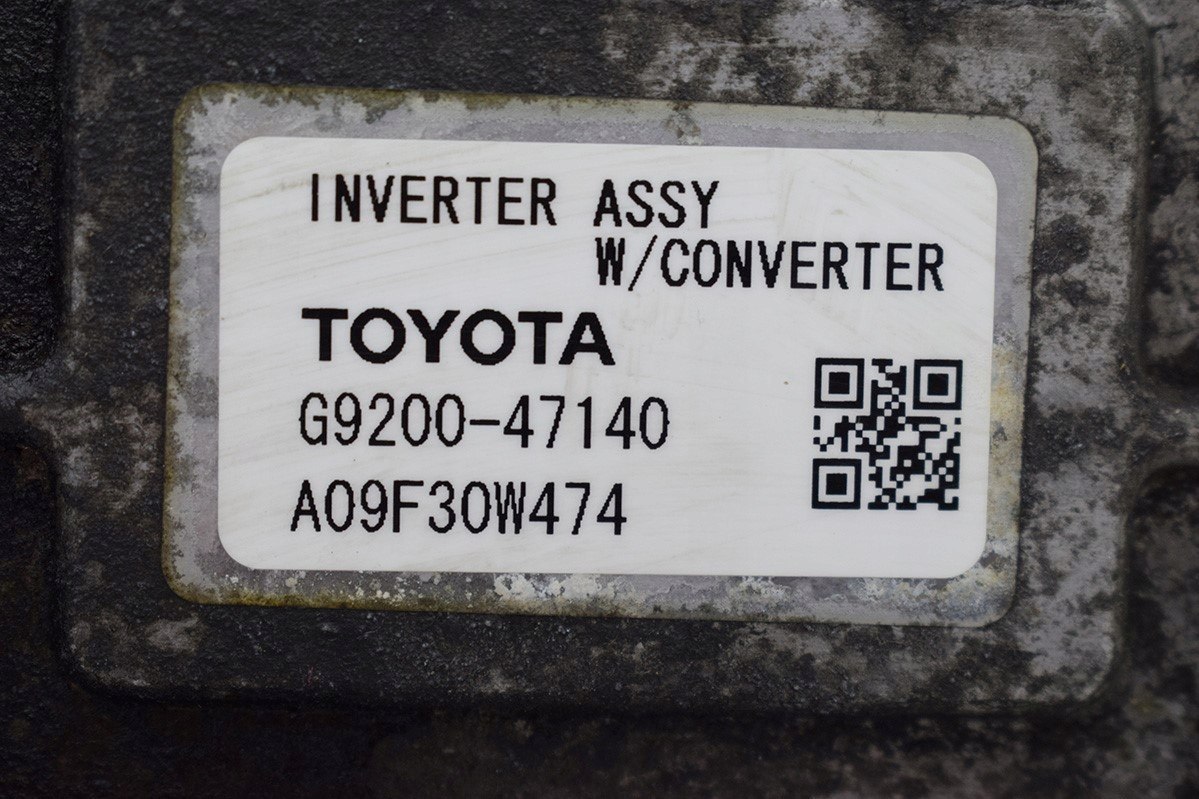 INVERTER ASSY
W/CONVERTER
TOYOTA
G9200-47140
A09F30W474